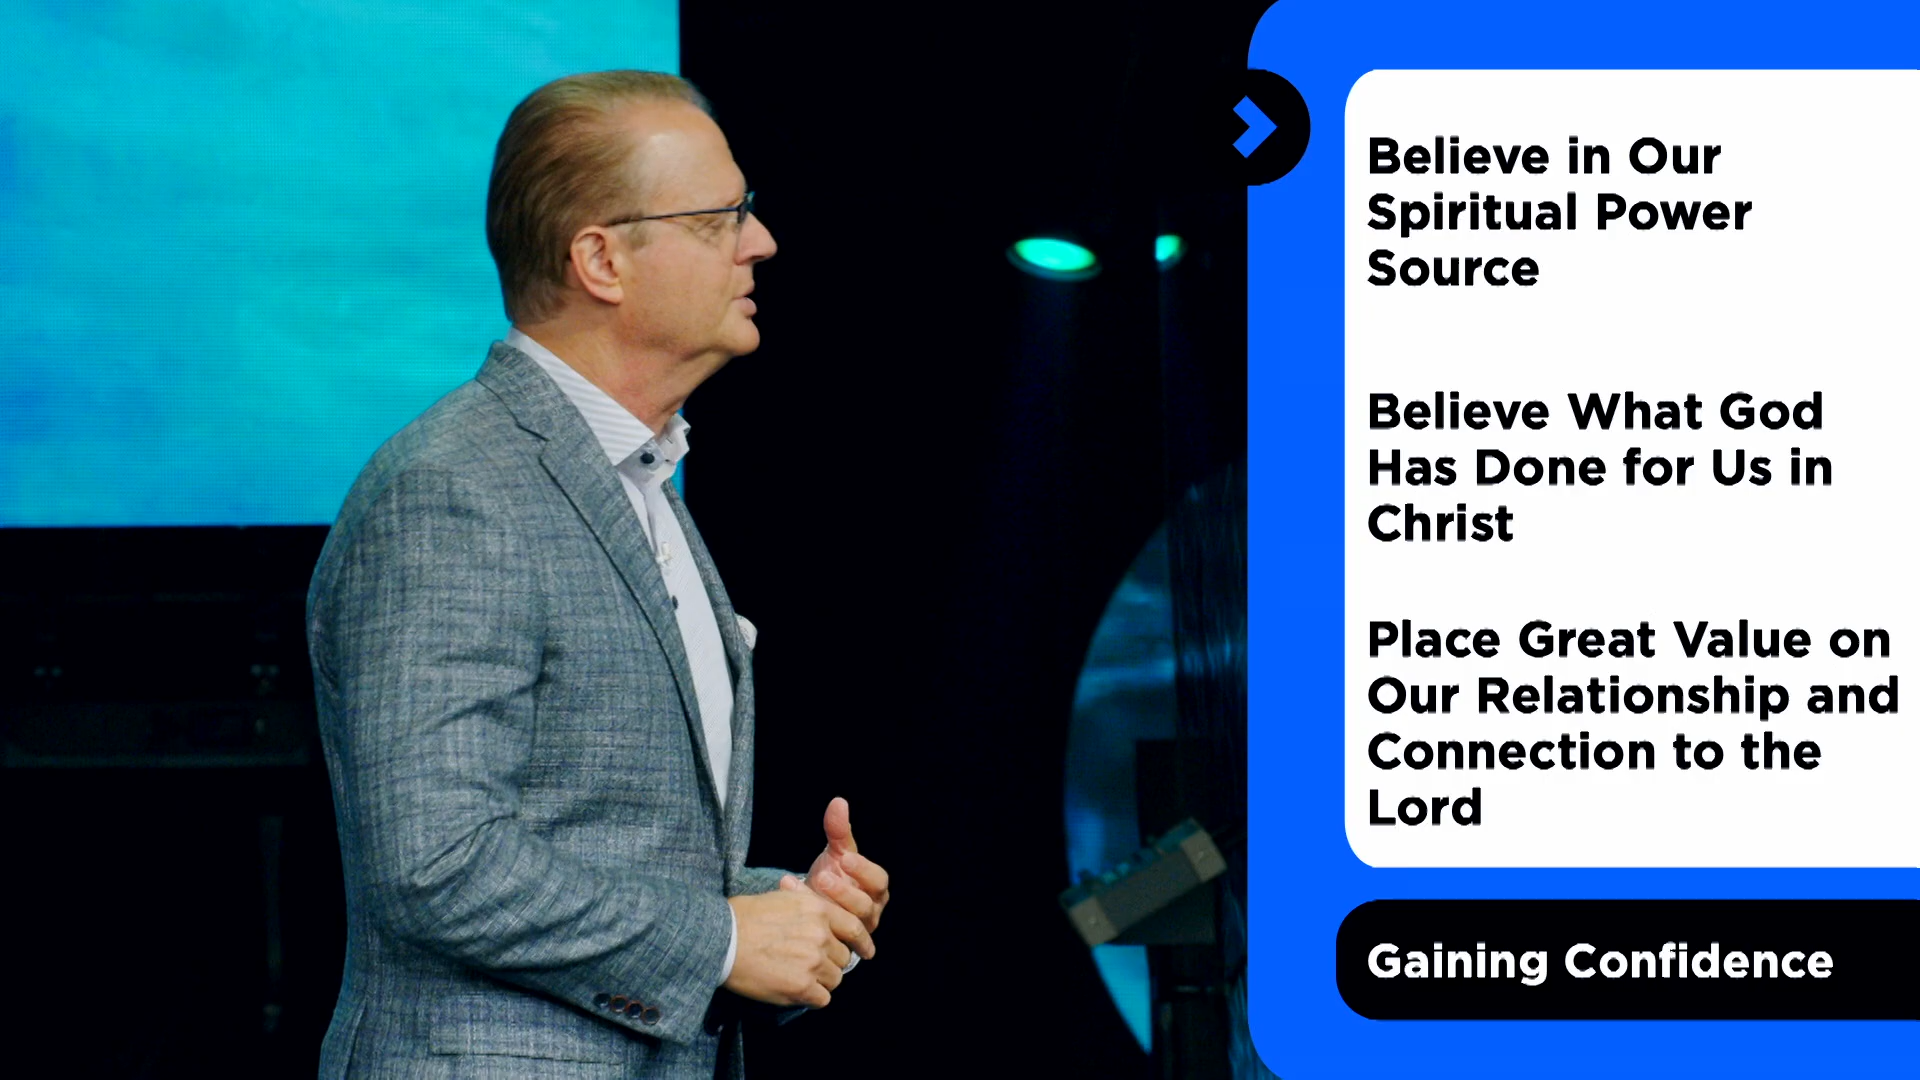 Believe in Our
Spiritual Power
Source
Believe What God
Has Done for Us in
Christ
Place Great Value on
Our Relationship and
Connection to the
Lord
Gaining Confidence